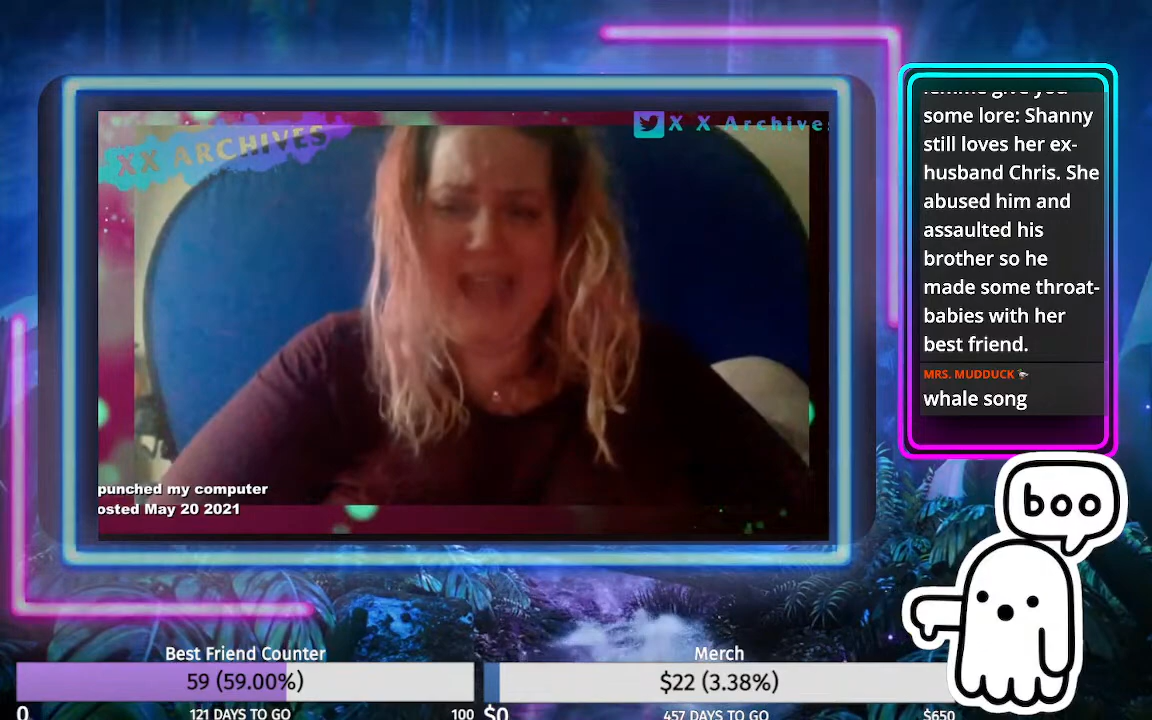 XX ARCHIVES
X X Archive
some lore: Shanny
still loves her ex-
husband Chris. She
abused him and
assaulted his
brother so he
made some throat-
babies with her
best friend.
MRS. MUDDUCK
whale song
punched my computer
osted May 20 2021
boo
Best Friend Counter
59 (59.00%)
0
121 DAYS TO GO
100
Merch
$22 (3.38%)
$0
457 DAYS TO GO
$650